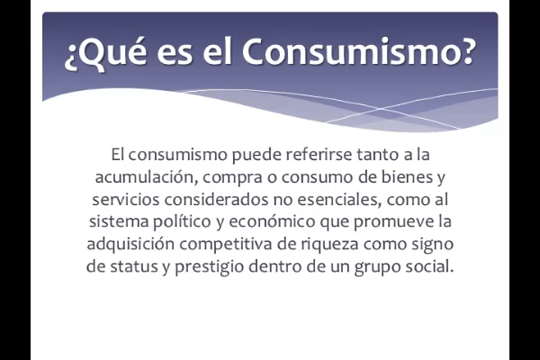 ¿Qué es el Consumismo?
El consumismo puede referirse tanto a la
acumulación, compra o consumo de bienes y
servicios considerados no esenciales, como al
sistema político y económico que promueve la
adquisición competitiva de riqueza como signo
de status y prestigio dentro de un grupo social.